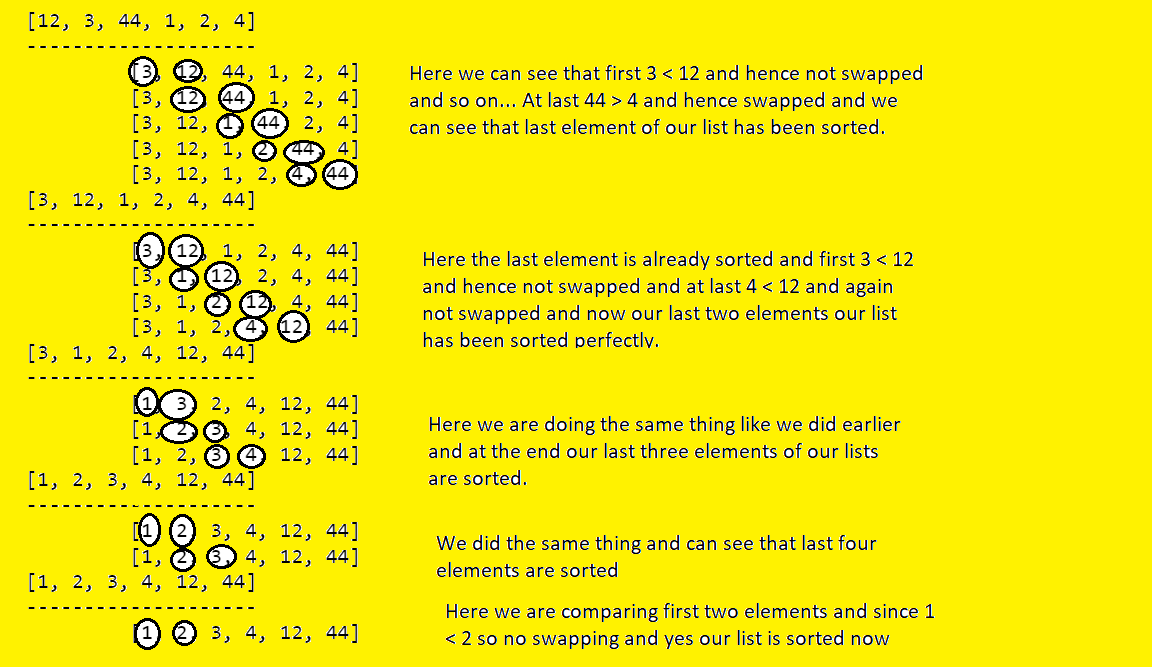 [12, 3, 44, 1, 2, 4]
--------------------
[3, 12, 44, 1, 2, 4]
[3, 12, 44, 1, 2, 4]
[3, 12, 1, 44, 2, 4]
[3, 12, 1, 2, 44, 4]
[3, 12, 1, 2, 4, 44]
Here we can see that first 3 < 12 and hence not swapped
and so on... At last 44 > 4 and hence swapped and we
can see that last element of our list has been sorted.
[3, 12, 1, 2, 4, 44]
--------------------
[3, 12, 1, 2, 4, 44]
[3, 1, 12, 2, 4, 44]
[3, 1, 2, 12, 4, 44]
[3, 1, 2, 4, 12, 44]
Here the last element is already sorted and first 3 < 12
and hence not swapped and at last 4 < 12 and again
not swapped and now our last two elements our list
has been sorted perfectly.
[3, 1, 2, 4, 12, 44]
--------------------
[1, 3, 2, 4, 12, 44]
[1, 2, 3, 4, 12, 44]
[1, 2, 3, 4, 12, 44]
Here we are doing the same thing like we did earlier
and at the end our last three elements of our lists
are sorted.
[1, 2, 3, 4, 12, 44]
--------------------
[1, 2, 3, 4, 12, 44]
[1, 2, 3, 4, 12, 44]
We did the same thing and can see that last four
elements are sorted
[1, 2, 3, 4, 12, 44]
--------------------
[1, 2, 3, 4, 12, 44]
Here we are comparing first two elements and since 1
< 2 so no swapping and yes our list is sorted now